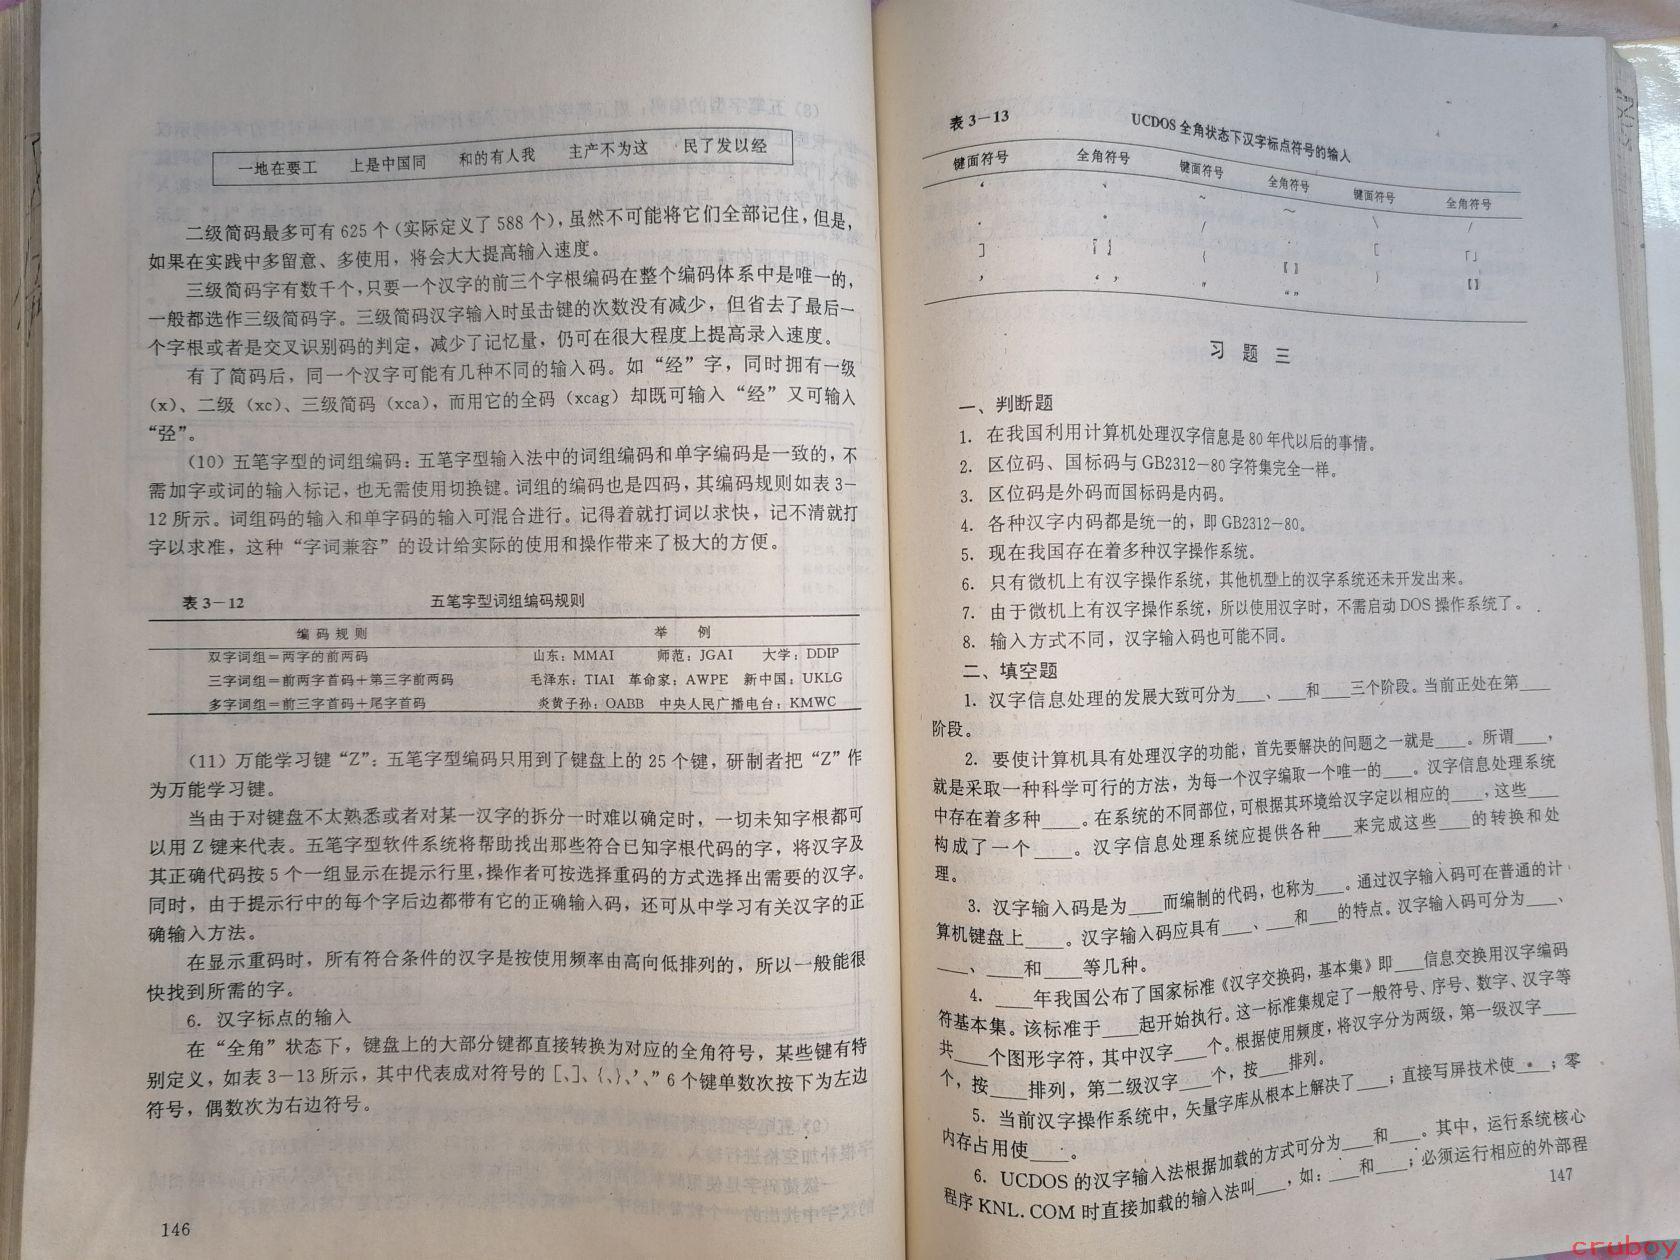 一地在要工　上是中国同　和的有人我　主产不为这　民了发以经
二级简码最多可有 625 个（实际定义了 588 个），虽然不可能将它们全部记住，但是，
如果在实践中多留意、多使用，将会大大提高输入速度。
三级简码字有数千个，只要一个汉字的前三个字根编码在整个编码体系中是唯一的，
一般都选作三级简码字。三级简码汉字输入时虽击键的次数没有减少，但省去了最后一
个字根或者是交叉识别码的判定，减少了记忆量，仍可在很大程度上提高录入速度。
有了简码后，同一个汉字可能有几种不同的输入码。如“经”字，同时拥有一级
（x）、二级（xc）、三级简码（xca），而用它的全码（xcag）却既可输入“经”又可输入
“弪”。
（10）五笔字型的词组编码：五笔字型输入法中的词组编码和单字编码是一致的，不
需加字或词的输入标记，也无需使用切换键。词组的编码也是四码，其编码规则如表 3－
12 所示。词组码的输入和单字码的输入可混合进行。记得着就打词以求快，记不清就打
字以求准，这种“字词兼容”的设计给实际的使用和操作带来了极大的方便。
表 3－12　五笔字型词组编码规则
编 码 规 则　举　例
双字词组＝两字的前两码　山东：MMAI　师范：JGAI　大学：DDIP
三字词组＝前两字首码＋第三字前两码　毛泽东：TIAI　革命家：AWPE　新中国：UKLG
多字词组＝前三字首码＋尾字首码　炎黄子孙：OABB　中央人民广播电台：KMWC
（11）万能学习键“Z”：五笔字型编码只用到了键盘上的 25 个键，研制者把“Z”作
为万能学习键。
当由于对键盘不太熟悉或者对某一汉字的拆分一时难以确定时，一切未知字根都可
以用 Z 键来代表。五笔字型软件系统将帮助找出那些符合已知字根代码的字，将汉字及
其正确代码按 5 个一组显示在提示行里，操作者可按选择重码的方式选择出需要的汉字。
同时，由于提示行中的每个字后边都带有它的正确输入码，还可从中学习有关汉字的正
确输入方法。
在显示重码时，所有符合条件的汉字是按使用频率由高向低排列的，所以一般能很
快找到所需的字。
6. 汉字标点的输入
在“全角”状态下，键盘上的大部分键都直接转换为对应的全角符号，某些键有特
别定义，如表 3－13 所示，其中代表成对符号的 [、]、{、}、'、" 6 个键单数次按下为左边
符号，偶数次为右边符号。
146
表 3－13　UCDOS 全角状态下汉字标点符号的输入
键面符号　全角符号　键面符号　全角符号　键面符号　全角符号
习 题 三
一、判断题
1. 在我国利用计算机处理汉字信息是 80 年代以后的事情。
2. 区位码、国标码与 GB2312－80 字符集完全一样。
3. 区位码是外码而国标码是内码。
4. 各种汉字内码都是统一的，即 GB2312－80。
5. 现在我国存在着多种汉字操作系统。
6. 只有微机上有汉字操作系统，其他机型上的汉字系统还未开发出来。
7. 由于微机上有汉字操作系统，所以使用汉字时，不需启动 DOS 操作系统了。
8. 输入方式不同，汉字输入码也可能不同。
二、填空题
1. 汉字信息处理的发展大致可分为____、____和____三个阶段。当前正处在第____
阶段。
2. 要使计算机具有处理汉字的功能，首先要解决的问题之一就是____。所谓____，
就是采取一种科学可行的方法，为每一个汉字编取一个唯一的____。汉字信息处理系统
中存在着多种____。在系统的不同部位，可根据其环境给汉字定以相应的____，这些____
构成了一个____。汉字信息处理系统应提供各种____来完成这些____的转换和处
理。
3. 汉字输入码是为____而编制的代码，也称为____。通过汉字输入码可在普通的计
算机键盘上____。汉字输入码应具有____、____和____的特点。汉字输入码可分为____、
____、____和____等几种。
4. ____年我国公布了国家标准《汉字交换码，基本集》即____信息交换用汉字编码
符基本集。该标准于____起开始执行。这一标准集规定了一般符号、序号、数字、汉字等
共____个图形字符，其中汉字____个。根据使用频度，将汉字分为两级，第一级汉字____
个，按____排列，第二级汉字____个，按____排列。
5. 当前汉字操作系统中，矢量字库从根本上解决了____；直接写屏技术使____；零
内存占用使____。
6. UCDOS 的汉字输入法根据加载的方式可分为____和____。其中，运行系统核心
程序 KNL.COM 时直接加载的输入法叫____，如：____和____；必须运行相应的外部程
147
cruboy